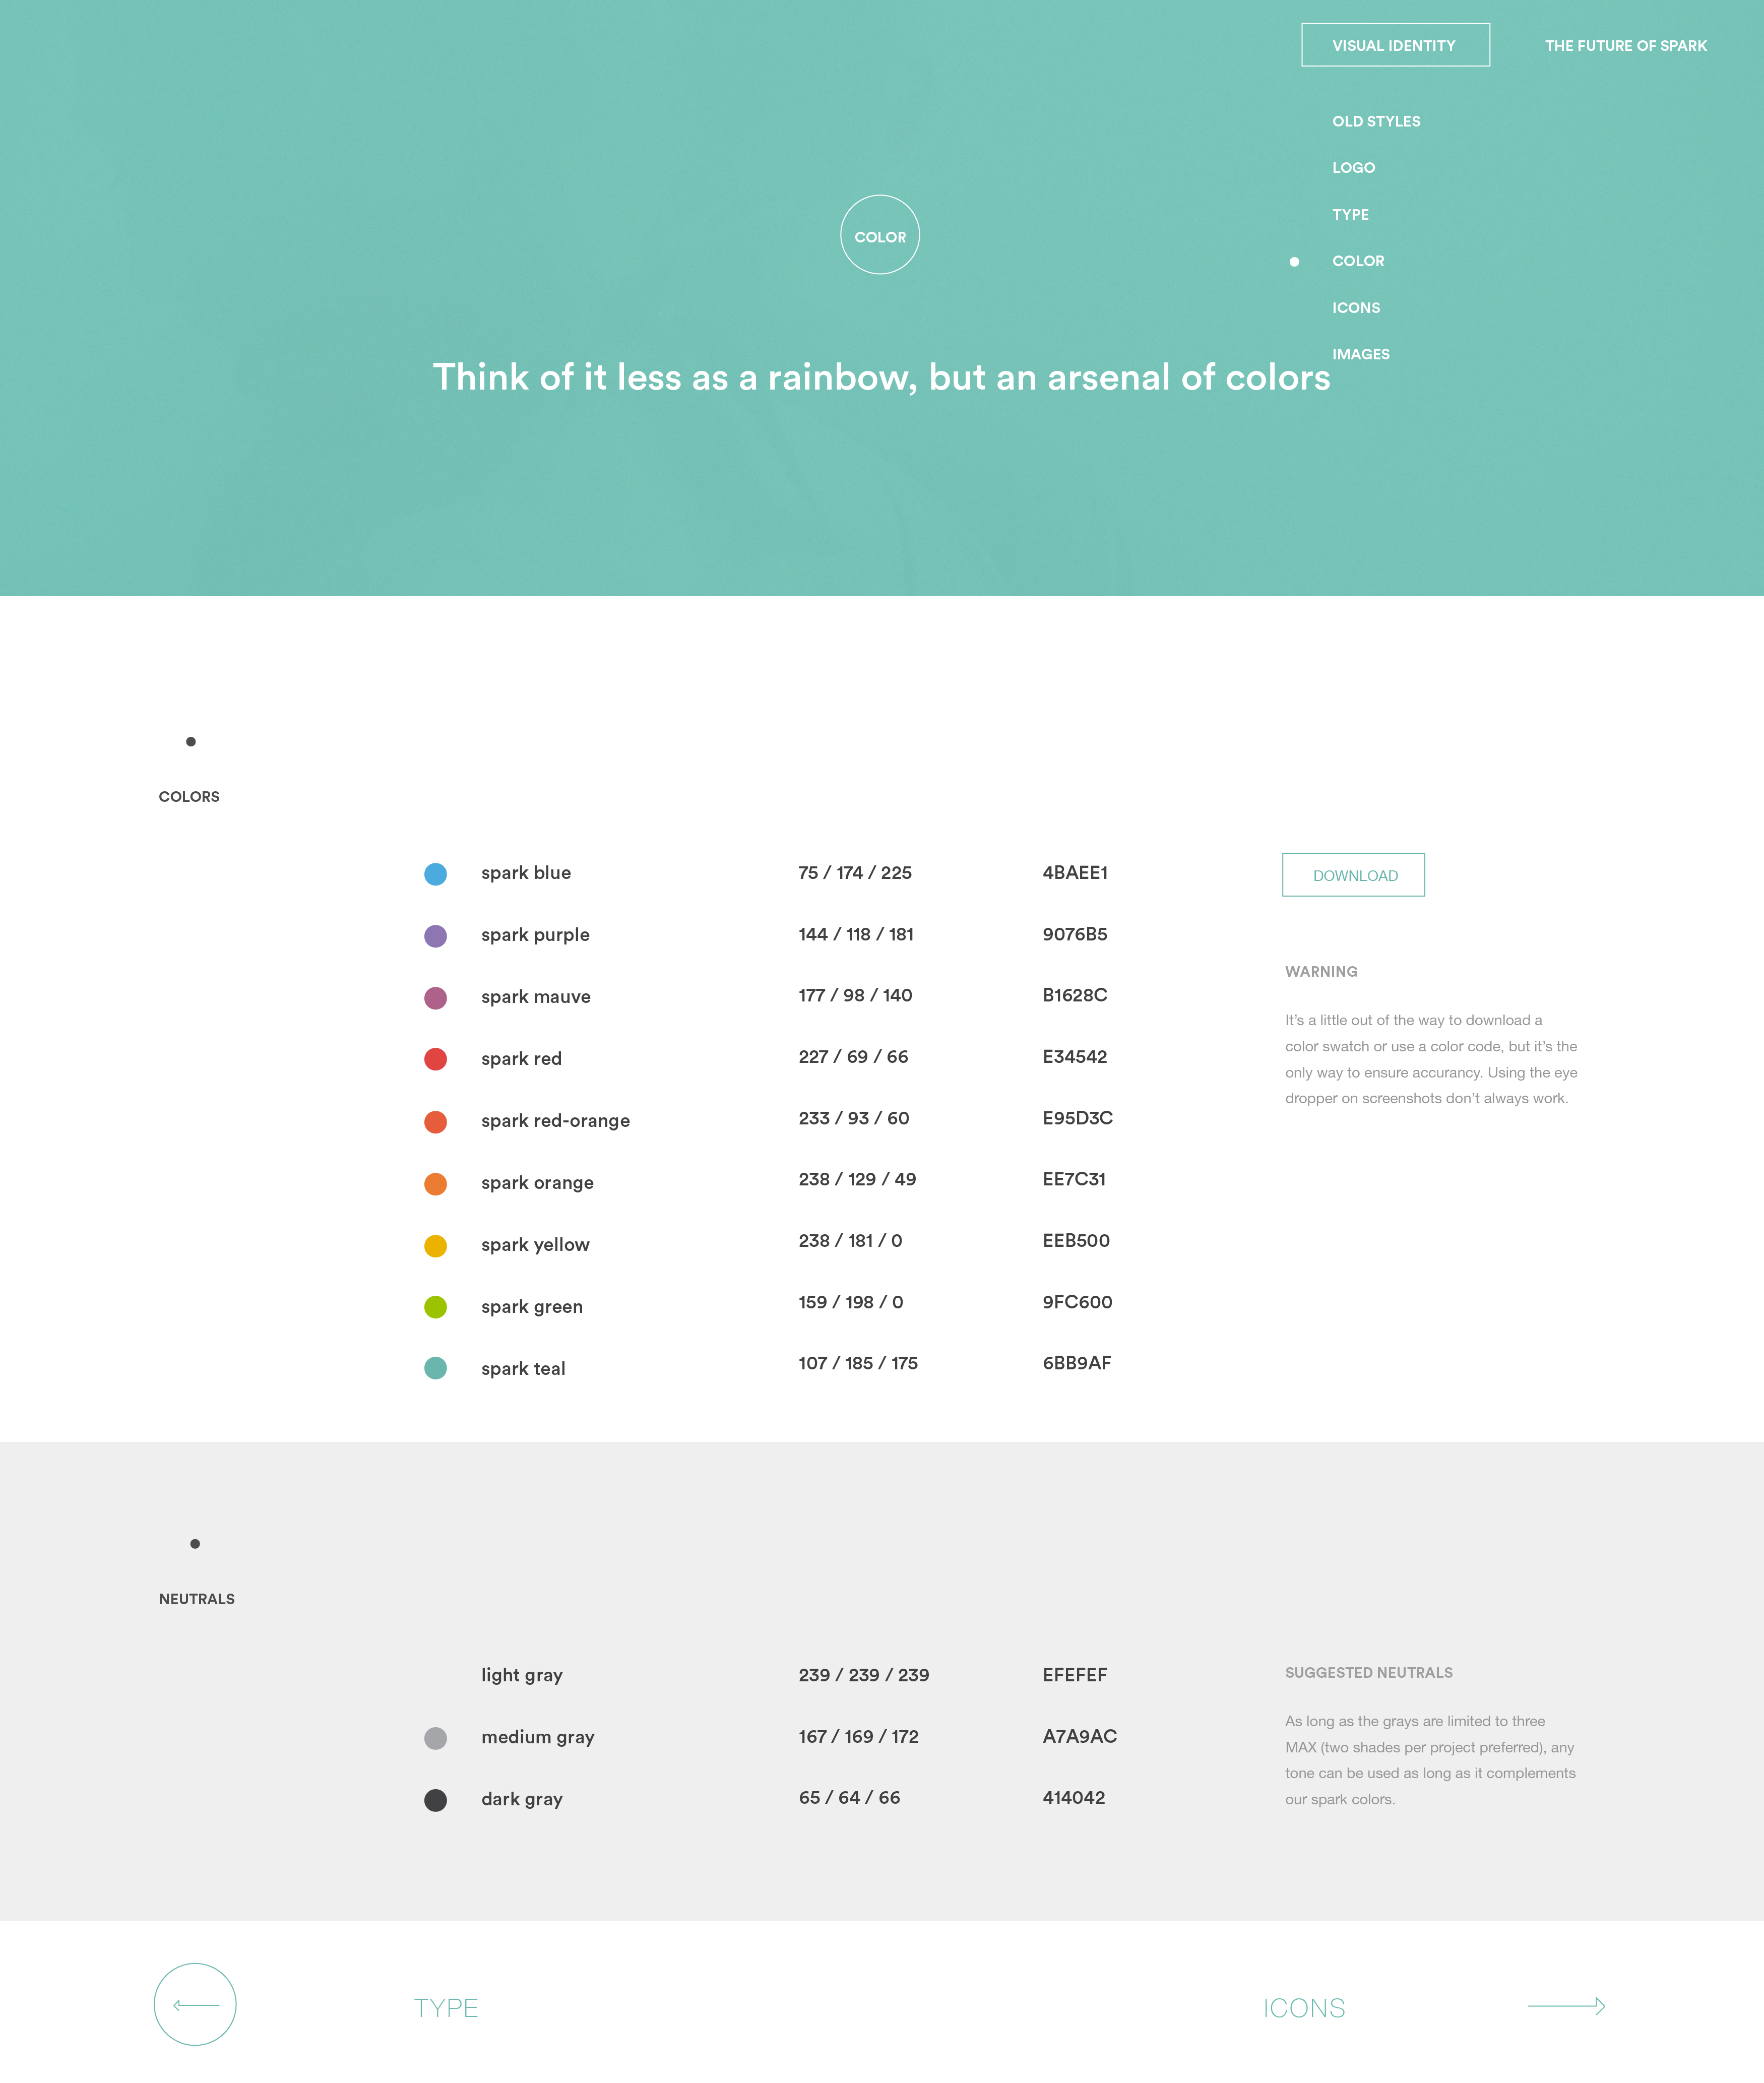 VISUAL IDENTITY
THE FUTURE OF SPARK
OLD STYLES
LOGO
TYPE
COLOR
ICONS
IMAGES
COLOR
Think of it less as a rainbow, but an arsenal of colors
COLORS
spark blue 75 / 174 / 225 4BAEE1
spark purple 144 / 118 / 181 9076B5
spark mauve 177 / 98 / 140 B1628C
spark red 227 / 69 / 66 E34542
spark red-orange 233 / 93 / 60 E95D3C
spark orange 238 / 129 / 49 EE7C31
spark yellow 238 / 181 / 0 EEB500
spark green 159 / 198 / 0 9FC600
spark teal 107 / 185 / 175 6BB9AF
DOWNLOAD
WARNING
It’s a little out of the way to download a
color swatch or use a color code, but it’s the
only way to ensure accurancy. Using the eye
dropper on screenshots don’t always work.
NEUTRALS
light gray 239 / 239 / 239 EFEFEF
medium gray 167 / 169 / 172 A7A9AC
dark gray 65 / 64 / 66 414042
SUGGESTED NEUTRALS
As long as the grays are limited to three
MAX (two shades per project preferred), any
tone can be used as long as it complements
our spark colors.
TYPE
ICONS